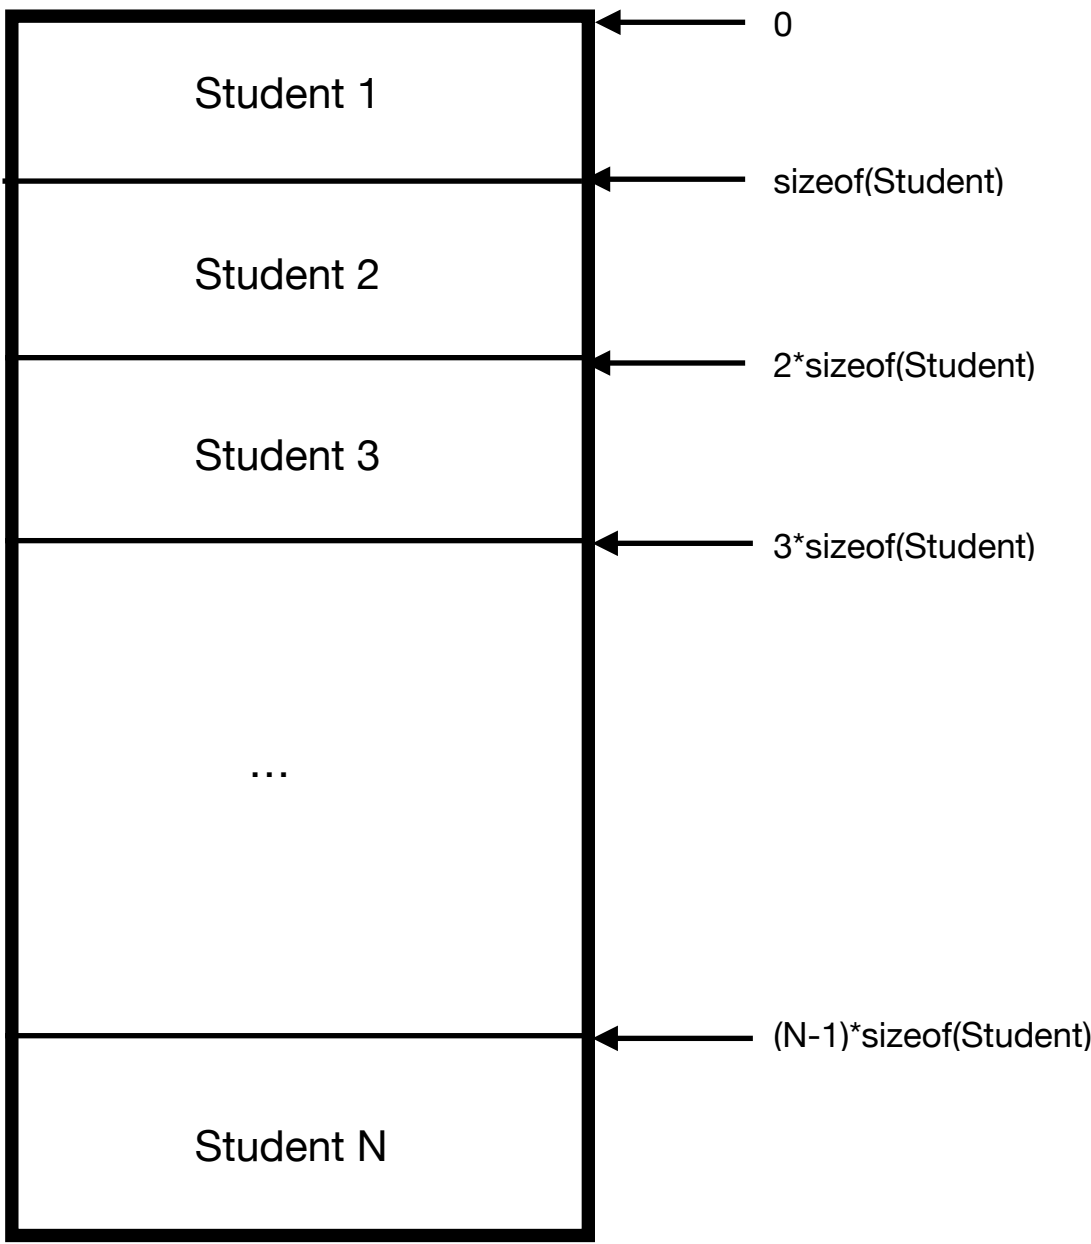 0
Student 1
sizeof(Student)
Student 2
2*sizeof(Student)
Student 3
3*sizeof(Student)
...
(N-1)*sizeof(Student)
Student N